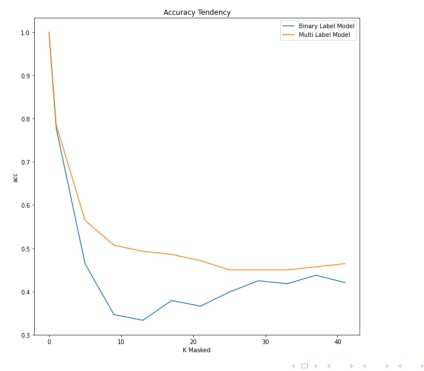 Accuracy Tendency
Binary Label Model
Multi Label Model
1.0
0.9
0.8
0.7
0.6
0.5
0.4
0.3
acc
0 10 20 30 40
K Masked